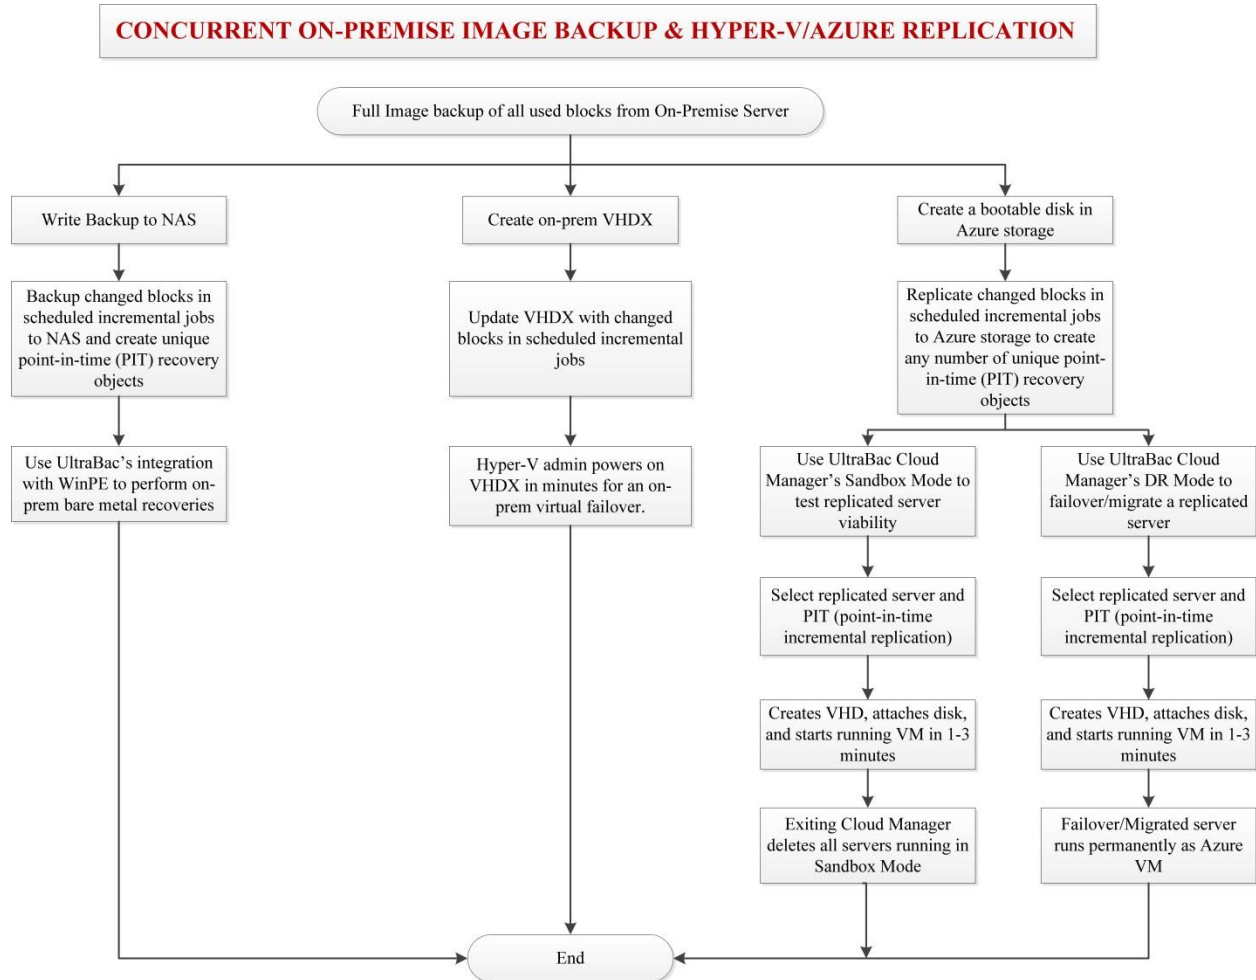 CONCURRENT ON-PREMISE IMAGE BACKUP & HYPER-V/AZURE REPLICATION
Full Image backup of all used blocks from On-Premise Server
Write Backup to NAS
Backup changed blocks in
scheduled incremental jobs
to NAS and create unique
point-in-time (PIT) recovery
objects
Use UltraBac’s integration
with WinPE to perform on-
prem bare metal recoveries
Create on-prem VHDX
Update VHDX with changed
blocks in scheduled incremental
jobs
Hyper-V admin powers on
VHDX in minutes for an on-
prem virtual failover.
Create a bootable disk in
Azure storage
Replicate changed blocks in
scheduled incremental jobs
to Azure storage to create
any number of unique point-
in-time (PIT) recovery
objects
Use UltraBac Cloud
Manager’s Sandbox Mode to
test replicated server
viability
Select replicated server and
PIT (point-in-time
incremental replication)
Creates VHD, attaches disk,
and starts running VM in 1-3
minutes
Exiting Cloud Manager
deletes all servers running in
Sandbox Mode
Use UltraBac Cloud
Manager’s DR Mode to
failover/migrate a replicated
server
Select replicated server and
PIT (point-in-time
incremental replication)
Creates VHD, attaches disk,
and starts running VM in 1-3
minutes
Failover/Migrated server
runs permanently as Azure
VM
End